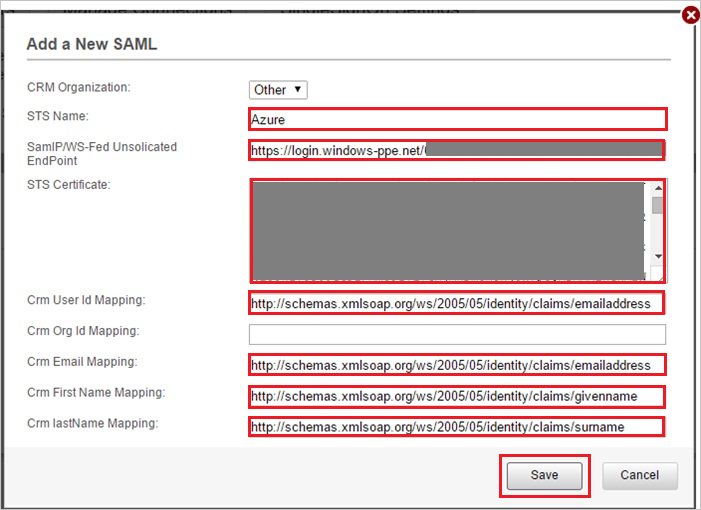 Add a New SAML
CRM Organization:
Other
STS Name:
Azure
SamlP/WS-Fed Unsolicated
EndPoint
https://login.windows-ppe.net/
STS Certificate:
Crm User Id Mapping:
http://schemas.xmlsoap.org/ws/2005/05/identity/claims/emailaddress
Crm Org Id Mapping:
Crm Email Mapping:
http://schemas.xmlsoap.org/ws/2005/05/identity/claims/emailaddress
Crm First Name Mapping:
http://schemas.xmlsoap.org/ws/2005/05/identity/claims/givenname
Crm lastName Mapping:
http://schemas.xmlsoap.org/ws/2005/05/identity/claims/surname
Save
Cancel